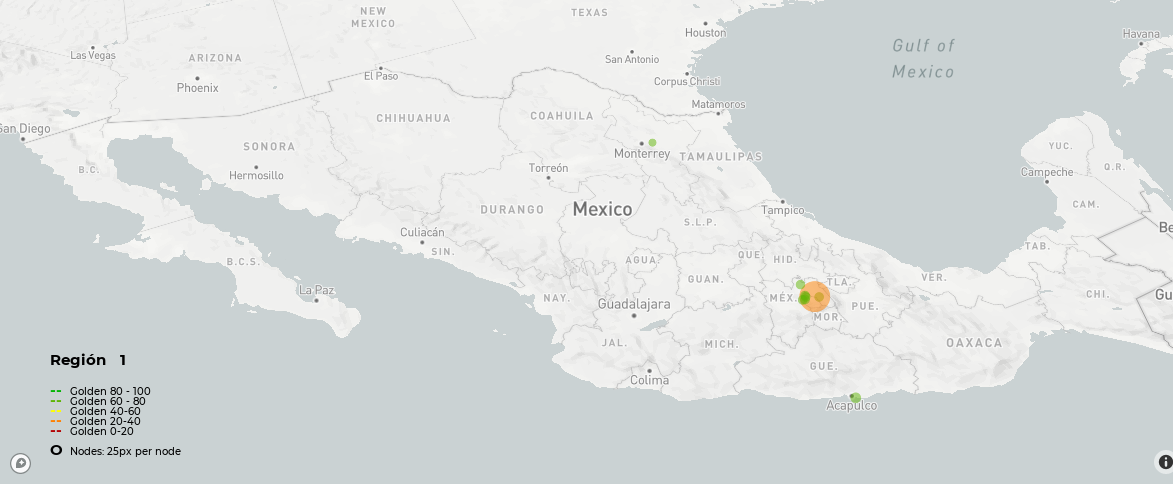 NEW
MEXICO
TEXAS
Houston
Gulf of
Mexico
Havana
Las Vegas
ARIZONA
Phoenix
El Paso
San Antonio
Corpus Christi
Matamoros
San Diego
CHIHUAHUA
COAHUILA
SONORA
Hermosillo
B.C.
Monterrey
TAMAULIPAS
YUC.
Q.R.
Campeche
CAM.
Torreón
DURANGO
Mexico
Tampico
S.L.P.
Culiacán
SIN.
B.C.S.
La Paz
AGUA.
GUAN.
QUE.
HID.
TLA.
VER.
TAB.
CHI.
Be
Gu
NAY.
Guadalajara
MÉX.
MOR.
PUE.
JAL.
MICH.
OAXACA
GUE.
Colima
Acapulco
Región 1
Golden 80 - 100
Golden 60 - 80
Golden 40-60
Golden 20-40
Golden 0-20
Nodes: 25px per node